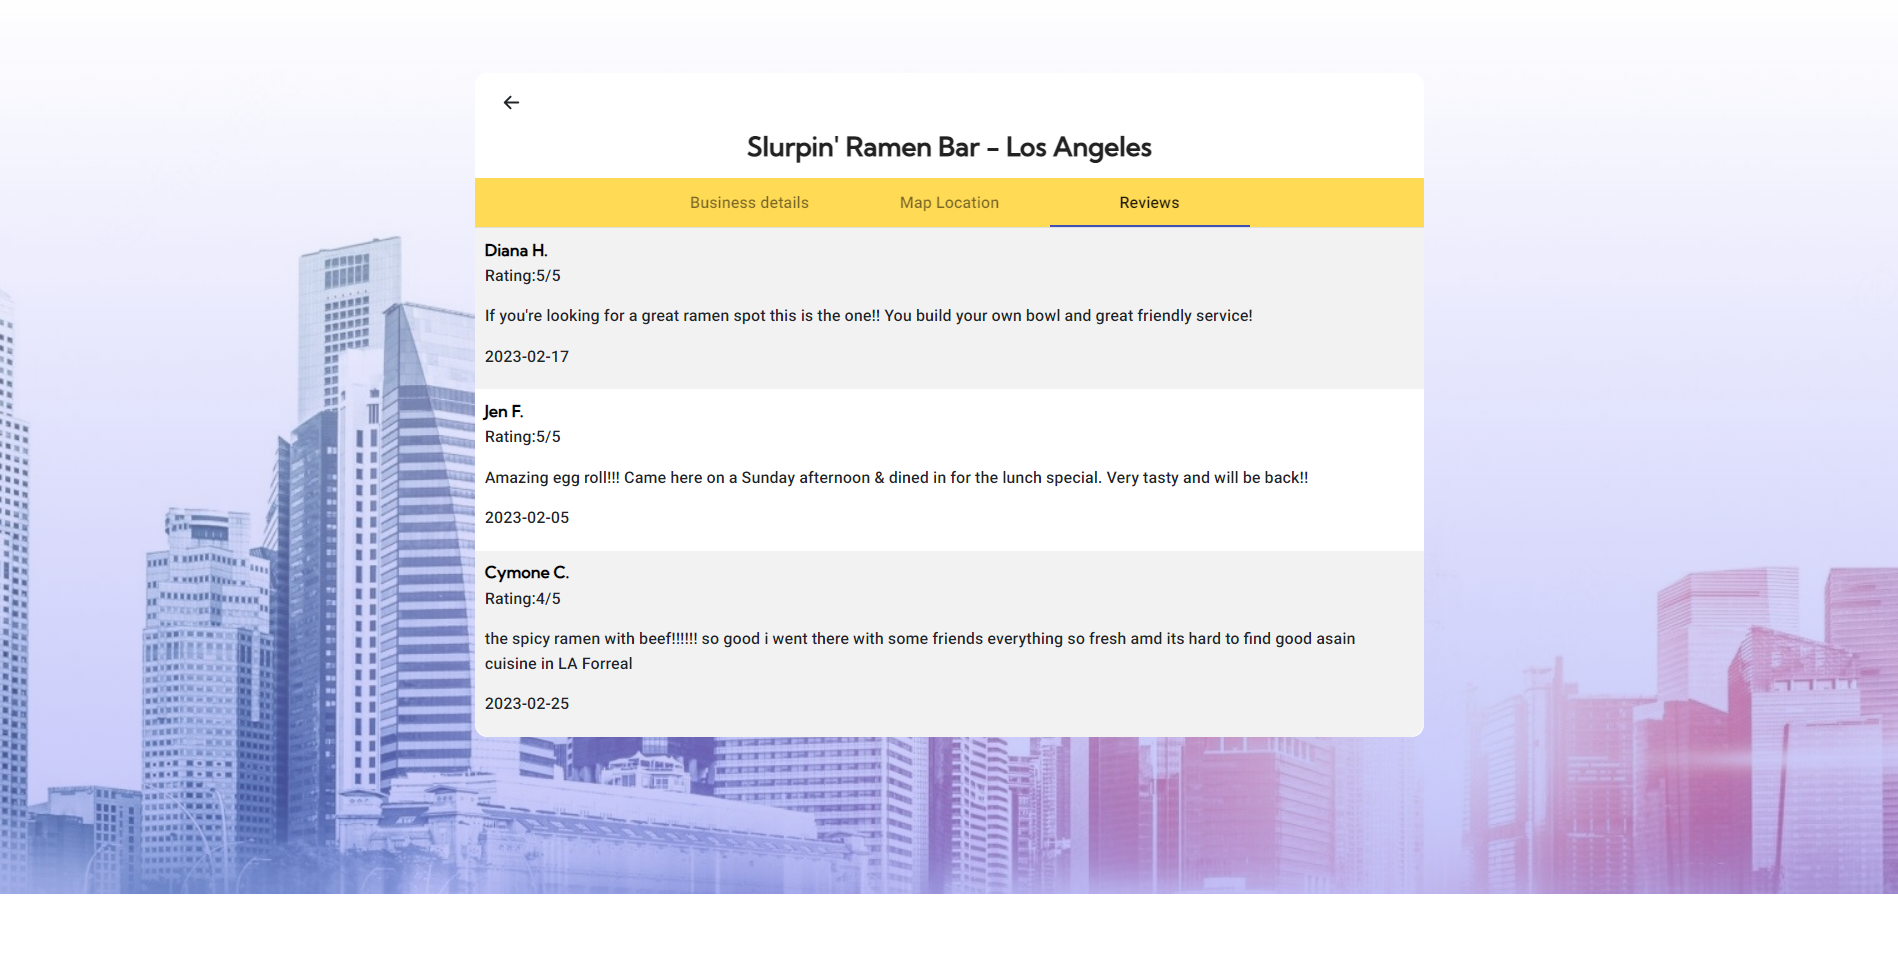 Slurpin' Ramen Bar - Los Angeles
Business details
Map Location
Reviews
Diana H.
Rating:5/5
If you're looking for a great ramen spot this is the one!! You build your own bowl and great friendly service!
2023-02-17
Jen F.
Rating:5/5
Amazing egg roll!!! Came here on a Sunday afternoon & dined in for the lunch special. Very tasty and will be back!!
2023-02-05
Cymone C.
Rating:4/5
the spicy ramen with beef!!!!!! so good i went there with some friends everything so fresh amd its hard to find good asain
cuisine in LA Forreal
2023-02-25